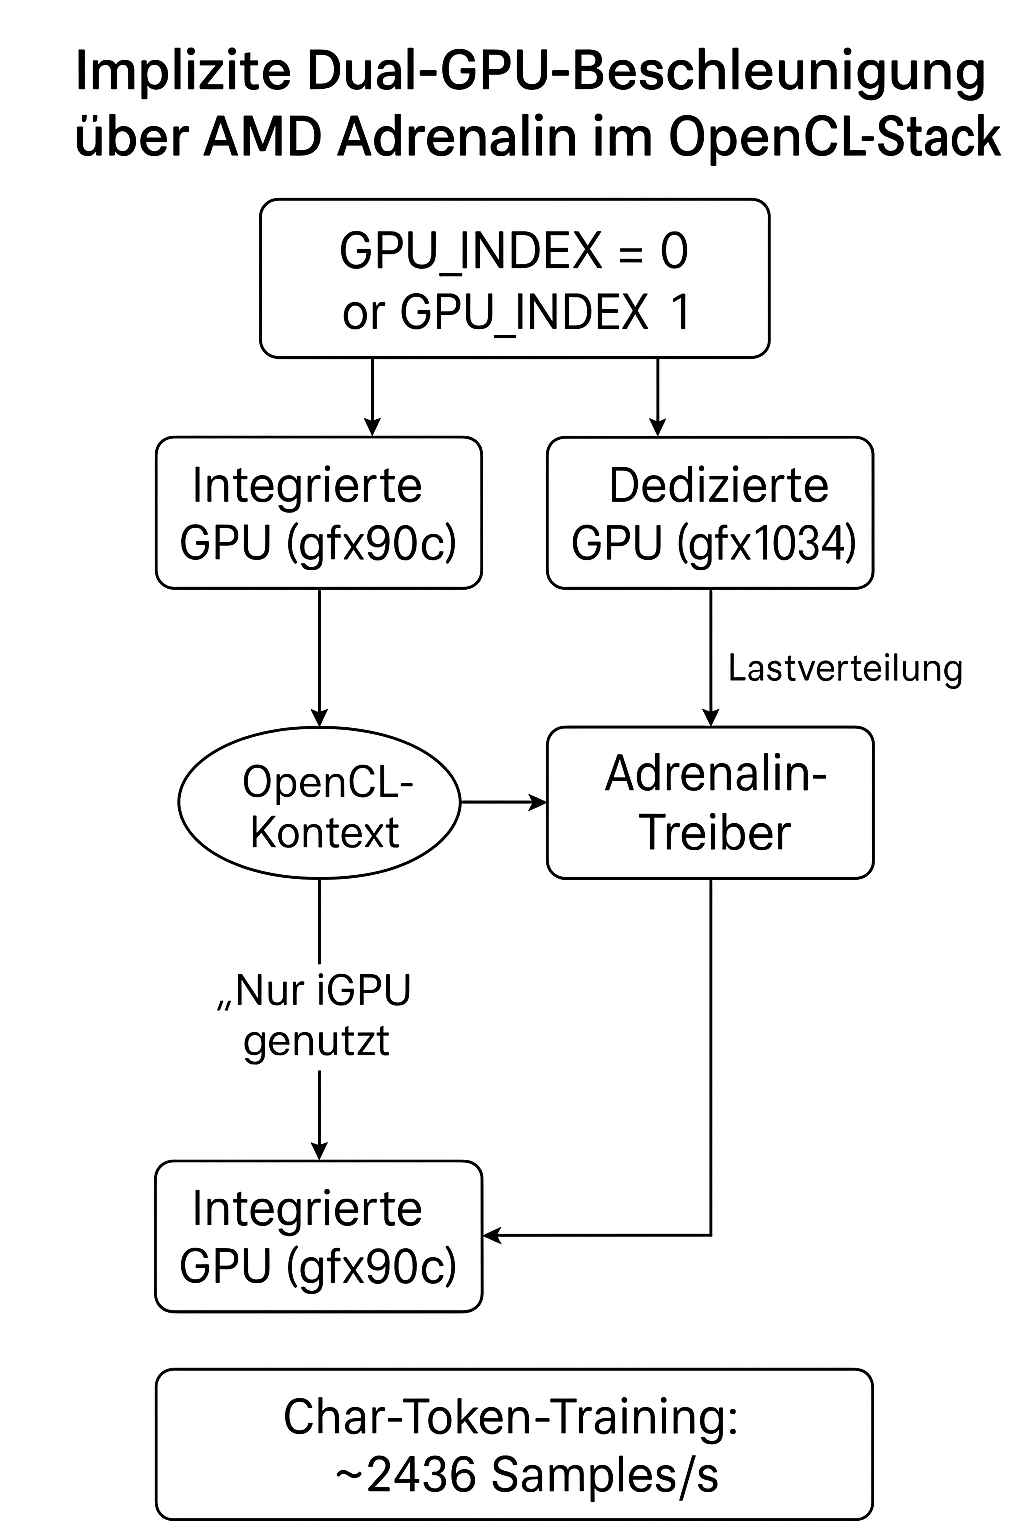 Implizite Dual-GPU-Beschleunigung
über AMD Adrenalin im OpenCL-Stack
GPU_INDEX = 0
or GPU_INDEX 1
Integrierte
GPU (gfx90c)
Dedizierte
GPU (gfx1034)
Lastverteilung
OpenCL-
Kontext
Adrenalin-
Treiber
„Nur iGPU
genutzt
Integrierte
GPU (gfx90c)
Char-Token-Training:
~2436 Samples/s